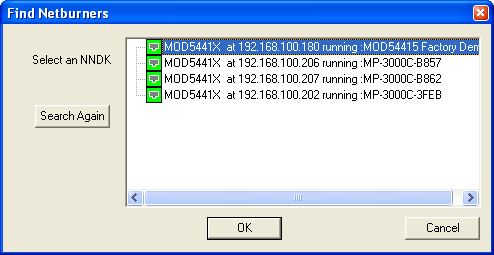 Find Netburners
Select an NNDK
MOD5441X at 192.168.100.180 running :MOD54415 Factory Dem
MOD5441X at 192.168.100.206 running :MP-3000C-B857
MOD5441X at 192.168.100.207 running :MP-3000C-B862
MOD5441X at 192.168.100.202 running :MP-3000C-3FEB
Search Again
OK
Cancel